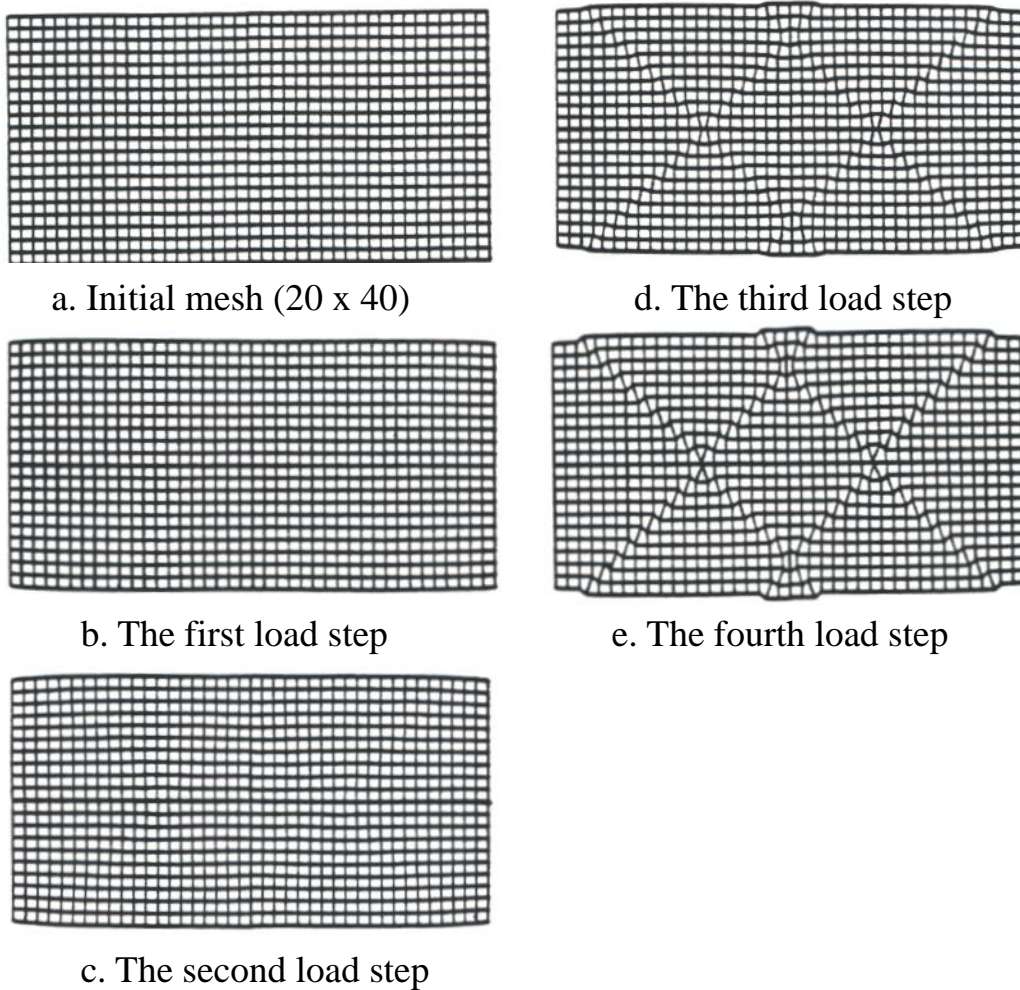 a. Initial mesh (20 x 40)
b. The first load step
c. The second load step
d. The third load step
e. The fourth load step